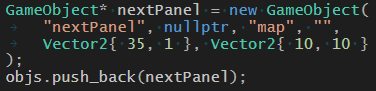 GameObject* nextPanel = new GameObject(
"nextPanel", nullptr, "map", "",
Vector2{ 35, 1 }, Vector2{ 10, 10 }
);
objs.push_back(nextPanel);